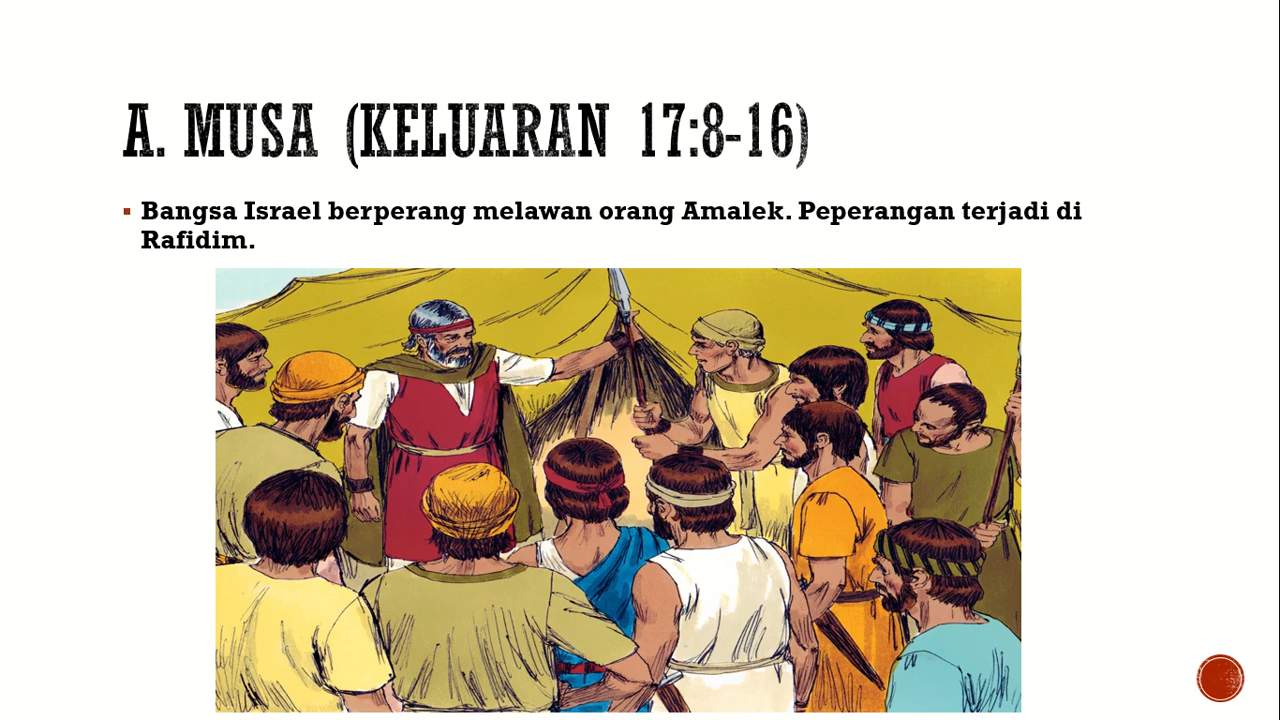 A. MUSA (KELUARAN 17:8-16)
Bangsa Israel berperang melawan orang Amalek. Peperangan terjadi di
Rafidim.